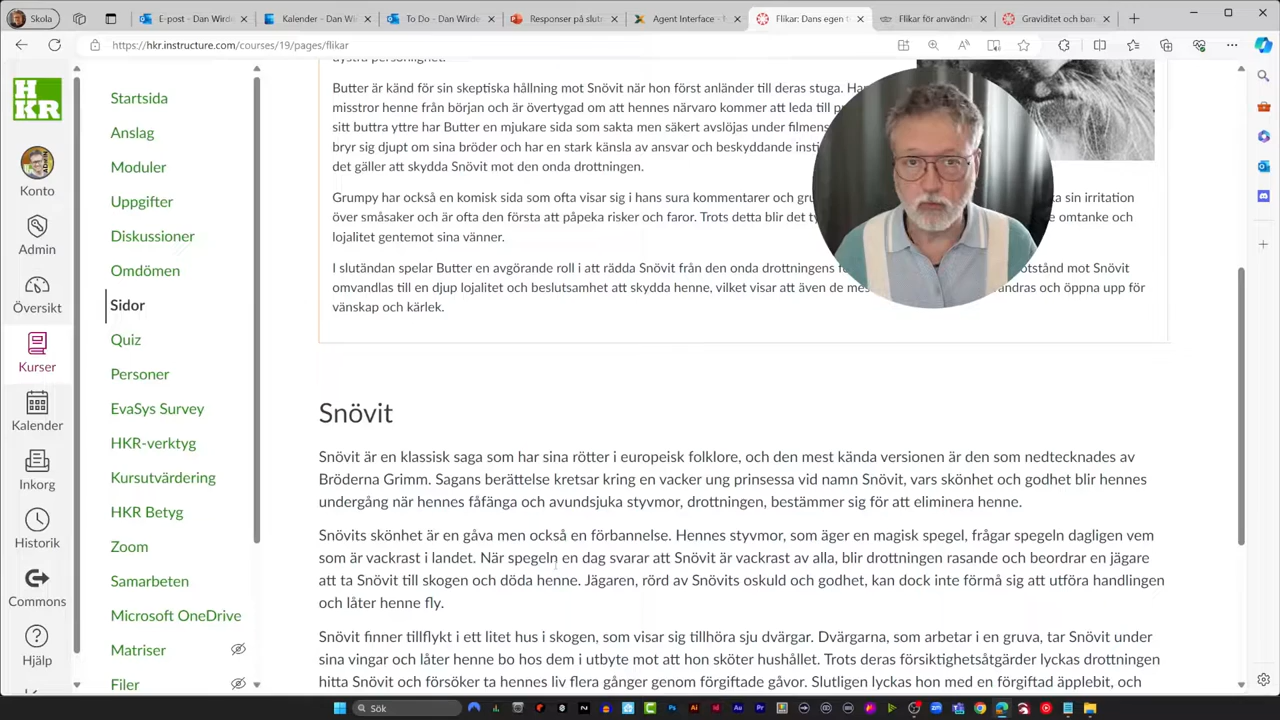 Skola
E-post - Dan Wirde
Kalender - Dan Wi
To Do - Dan Wirde
Responser på slut
Agent Interface -
Flikar: Dans egen
Flikar för användni
Graviditet och bar
https://hkr.instructure.com/courses/19/pages/flikar
HKR
Konto
Admin
Översikt
Kurser
Kalender
Inkorg
Historik
Commons
Hjälp
Startsida
Anslag
Moduler
Uppgifter
Diskussioner
Omdömen
Sidor
Quiz
Personer
EvaSys Survey
HKR-verktyg
Kursutvärdering
HKR Betyg
Zoom
Samarbeten
Microsoft OneDrive
Matriser
Filer
dystra personlighet.
Butter är känd för sin skeptiska hållning mot Snövit när hon först anländer till deras stuga. Ha
misstror henne från början och är övertygad om att hennes närvaro kommer att leda till
sitt buttra yttre har Butter en mjukare sida som sakta men säkert avslöjas under filmens
bryr sig djupt om sina bröder och har en stark känsla av ansvar och beskyddande
det gäller att skydda Snövit mot den onda drottningen.
Grumpy har också en komisk sida som ofta visar sig i hans sura kommentarer och ka sin irritation
över småsaker och är ofta den första att påpeka risker och faror. Trots detta blir det omtanke och
lojalitet gentemot sina vänner.
I slutändan spelar Butter en avgörande roll i att rädda Snövit från den onda drottningens otstånd mot Snövit
omvandlas till en djup lojalitet och beslutsamhet att skydda henne, vilket visar att även de andras och öppna upp för
vänskap och kärlek.
Snövit
Snövit är en klassisk saga som har sina rötter i europeisk folklore, och den mest kända versionen är den som nedtecknades av
Bröderna Grimm. Sagans berättelse kretsar kring en vacker ung prinsessa vid namn Snövit, vars skönhet och godhet blir hennes
undergång när hennes fåfänga och avundsjuka styvmor, drottningen, bestämmer sig för att eliminera henne.
Snövits skönhet är en gåva men också en förbannelse. Hennes styvmor, som äger en magisk spegel, frågar spegeln dagligen vem
som är vackrast i landet. När spegeln en dag svarar att Snövit är vackrast av alla, blir drottningen rasande och beordrar en jägare
att ta Snövit till skogen och döda henne. Jägaren, rörd av Snövits oskuld och godhet, kan dock inte förmå sig att utföra handlingen
och låter henne fly.
Snövit finner tillflykt i ett litet hus i skogen, som visar sig tillhöra sju dvärgar. Dvärgarna, som arbetar i en gruva, tar Snövit under
sina vingar och låter henne bo hos dem i utbyte mot att hon sköter hushållet. Trots deras försiktighetsåtgärder lyckas drottningen
hitta Snövit och försöker ta hennes liv flera gånger genom förgiftade gåvor. Slutligen lyckas hon med en förgiftad äpplebit, och
Sök